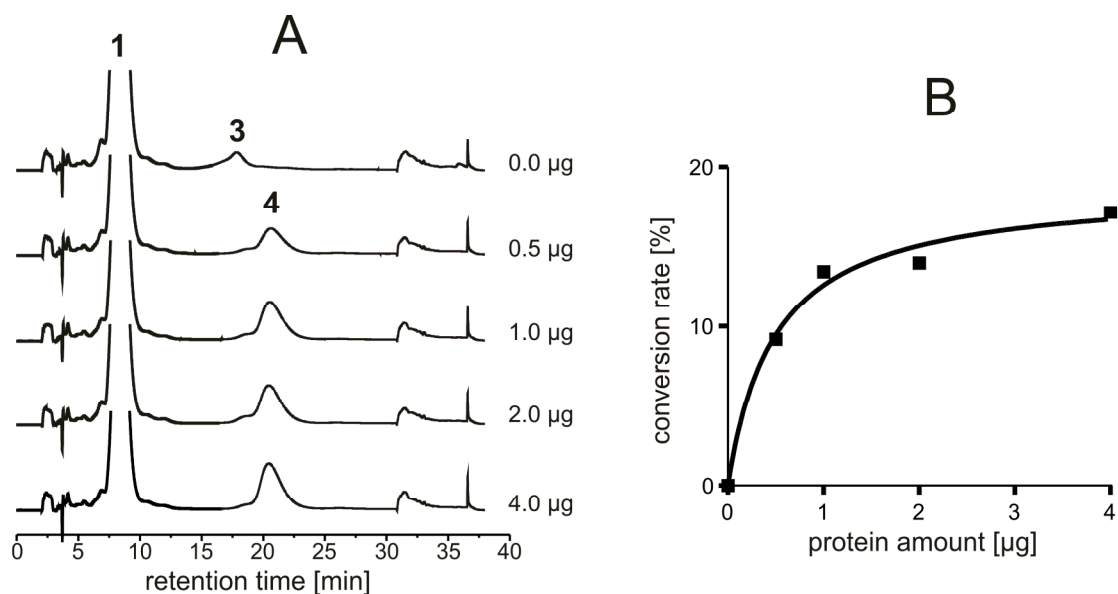 A
1
3
0.0 µg
4
0.5 µg
1.0 µg
2.0 µg
4.0 µg
0 5 10 15 20 25 30 35 40
retention time [min]
B
20
10
0
conversion rate [%]
0 1 2 3 4
protein amount [µg]